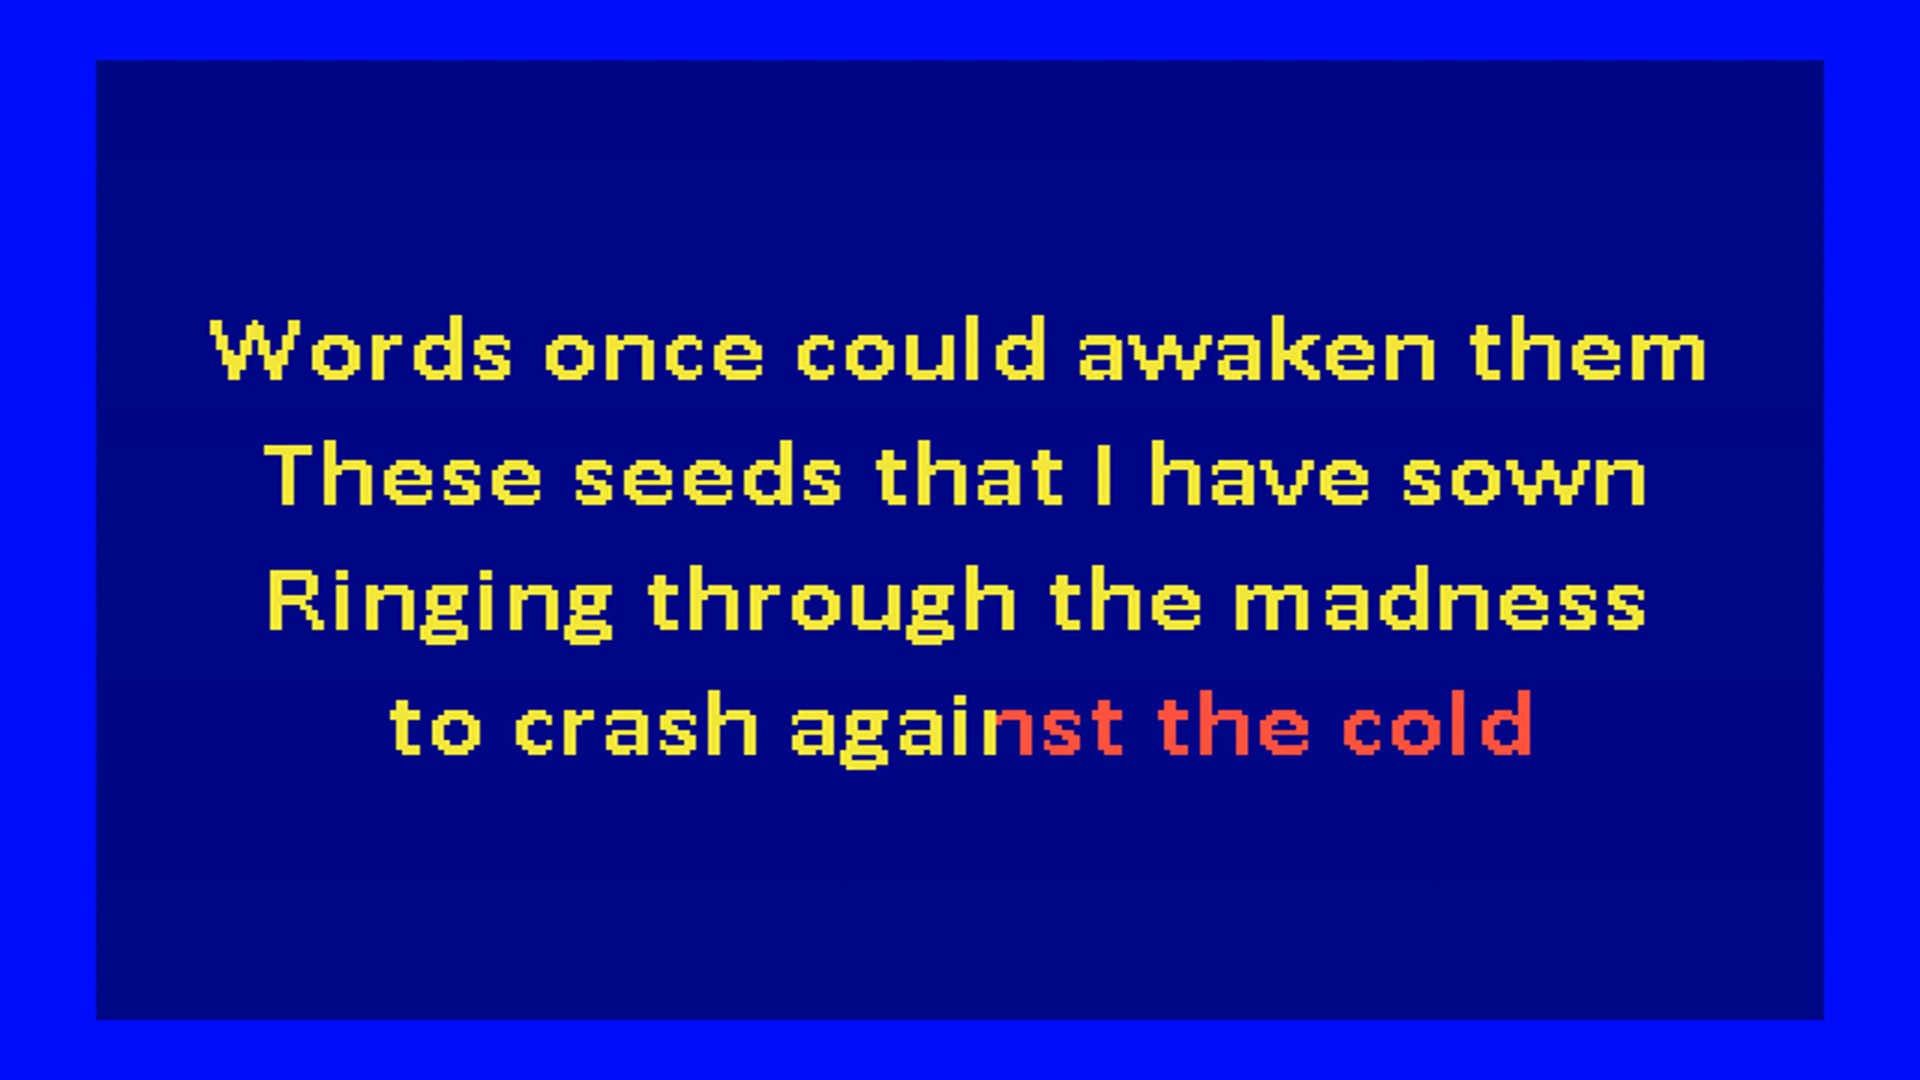 Words once could awaken them
These seeds that I have sown
Ringing through the madness
to crash against the cold